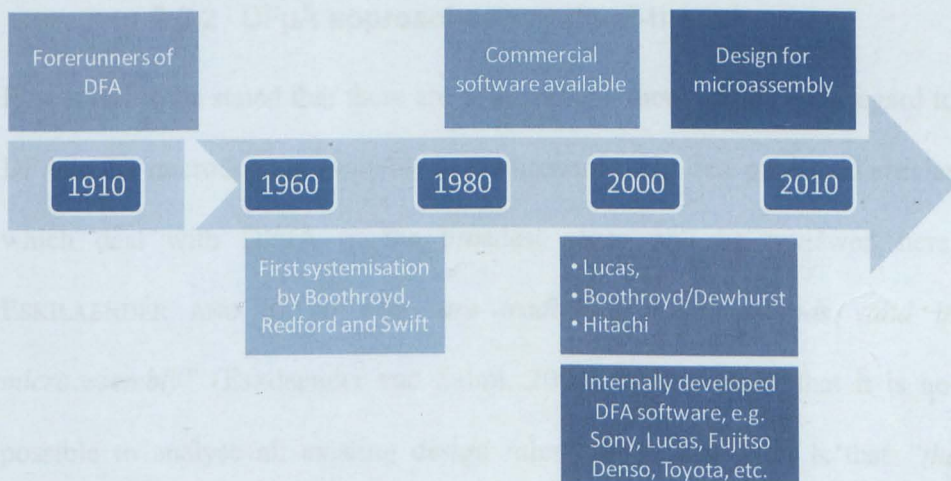 Forerunners of
DFA
Commercial
software available
Design for
microassembly
1910
1960
1980
2000
2010
First systemisation
by Boothroyd,
Redford and Swift
• Lucas,
• Boothroyd/Dewhurst
• Hitachi
Internally developed
DFA software, e.g.
Sony, Lucas, Fujitso
Denso, Toyota, etc.